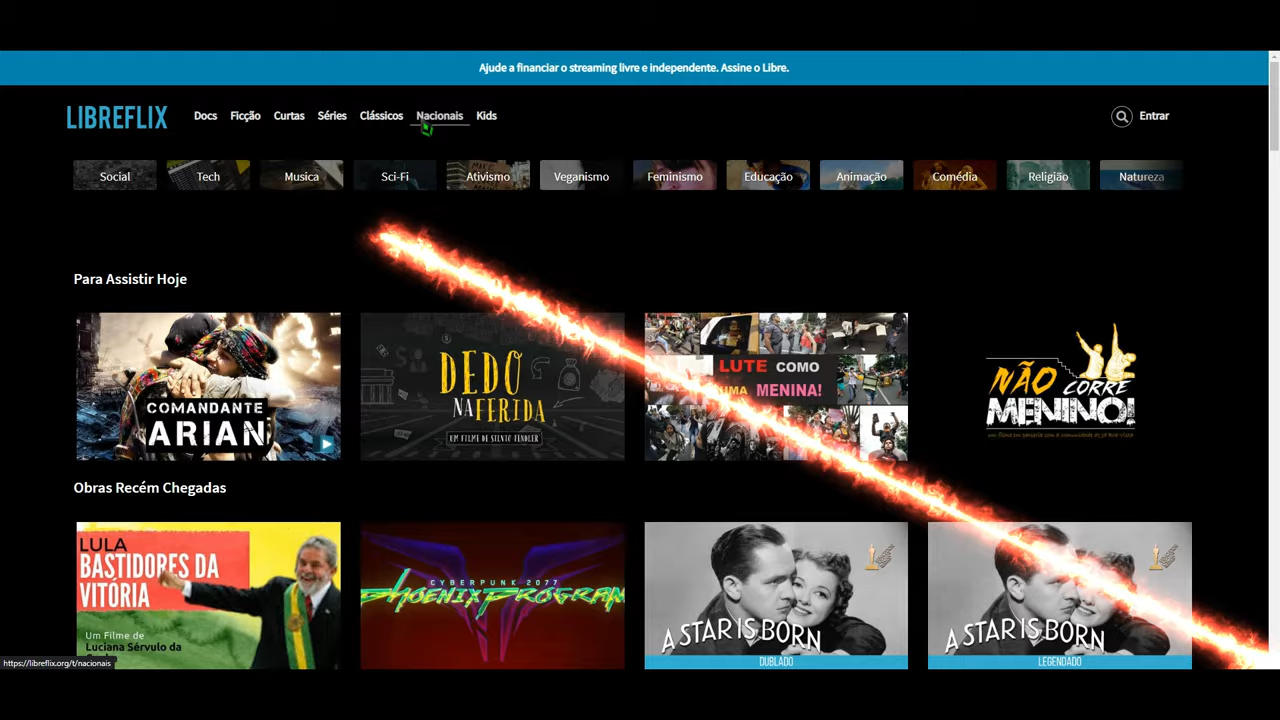 Ajude a financiar o streaming livre e independente. Assine o Libre.
LIBREFLIX
Docs
Ficção
Curtas
Séries
Clássicos
Nacionais
Kids
Entrar
Social
Tech
Musica
Sci-Fi
Ativismo
Veganismo
Feminismo
Educação
Animação
Comédia
Religião
Natureza
Para Assistir Hoje
COMANDANTE
ARIAN
DEDO
NA FERIDA
UM FILME DE SILVIO TENDLER
LUTE COMO
UMA MENINA!
NÃO CORRE
MENINO!
Obras Recém Chegadas
LULA
BASTIDORES DA
VITÓRIA
Um Filme de
Luciana Sérvulo da
CYBERPUNK 2077
PHOENIX PROGRAM
A STAR IS BORN
DUBLADO
A STAR IS BORN
LEGENDADO
https://libreflix.org/t/nacionais